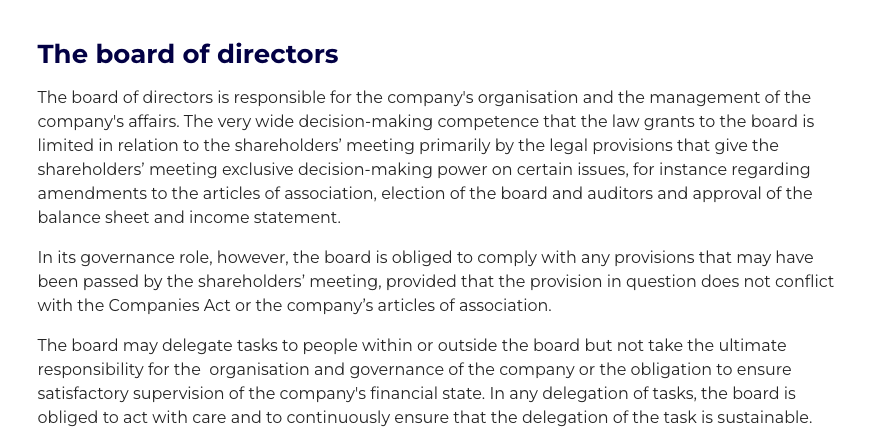 The board of directors
The board of directors is responsible for the company's organisation and the management of the
company's affairs. The very wide decision-making competence that the law grants to the board is
limited in relation to the shareholders’ meeting primarily by the legal provisions that give the
shareholders’ meeting exclusive decision-making power on certain issues, for instance regarding
amendments to the articles of association, election of the board and auditors and approval of the
balance sheet and income statement.
In its governance role, however, the board is obliged to comply with any provisions that may have
been passed by the shareholders’ meeting, provided that the provision in question does not conflict
with the Companies Act or the company’s articles of association.
The board may delegate tasks to people within or outside the board but not take the ultimate
responsibility for the  organisation and governance of the company or the obligation to ensure
satisfactory supervision of the company's financial state. In any delegation of tasks, the board is
obliged to act with care and to continuously ensure that the delegation of the task is sustainable.